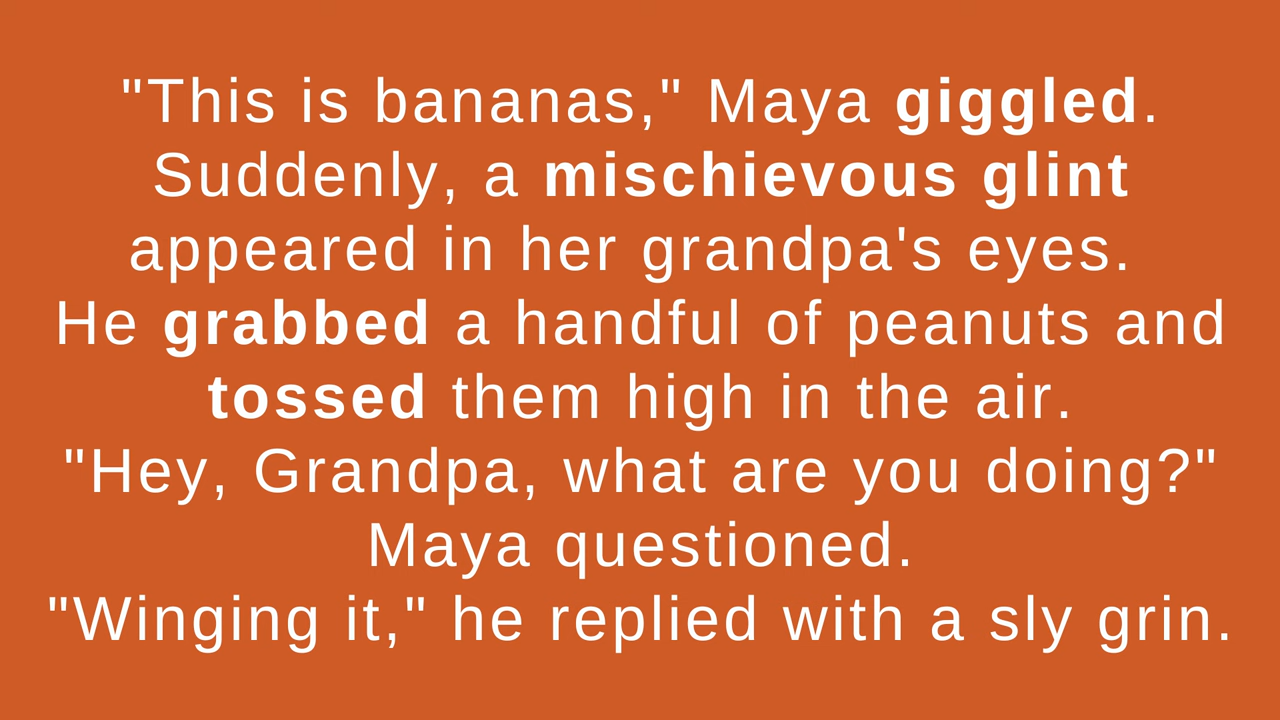 "This is bananas," Maya giggled.
Suddenly, a mischievous glint
appeared in her grandpa's eyes.
He grabbed a handful of peanuts and
tossed them high in the air.
"Hey, Grandpa, what are you doing?"
Maya questioned.
"Winging it," he replied with a sly grin.